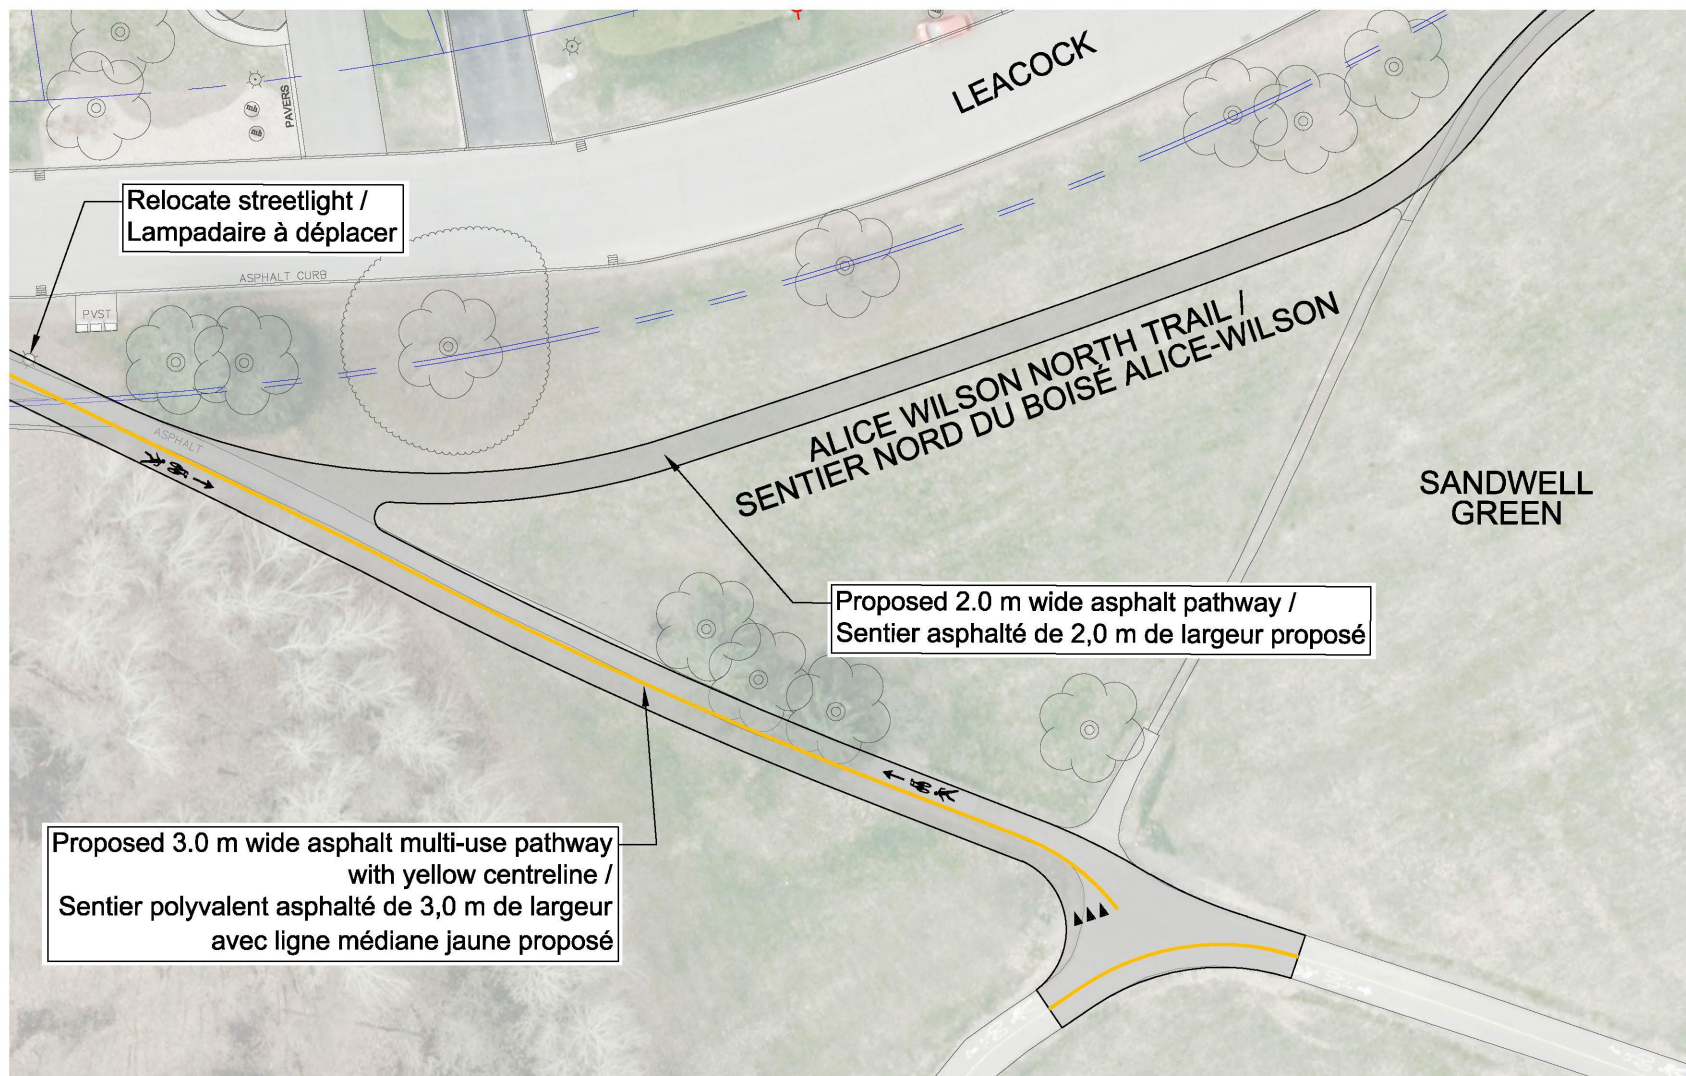 LEACOCK
PAVERS
mh
mh
Relocate streetlight /
Lampadaire à déplacer
ASPHALT CURB
PVST
ASPHALT
ALICE WILSON NORTH TRAIL /
SENTIER NORD DU BOISÉ ALICE-WILSON
SANDWELL
GREEN
Proposed 2.0 m wide asphalt pathway /
Sentier asphalté de 2,0 m de largeur proposé
Proposed 3.0 m wide asphalt multi-use pathway
with yellow centreline /
Sentier polyvalent asphalté de 3,0 m de largeur
avec ligne médiane jaune proposé